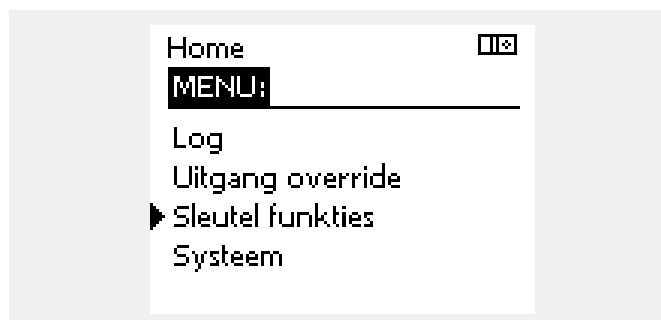 Home
MENU:
Log
Uitgang override
Sleutel funkties
Systeem